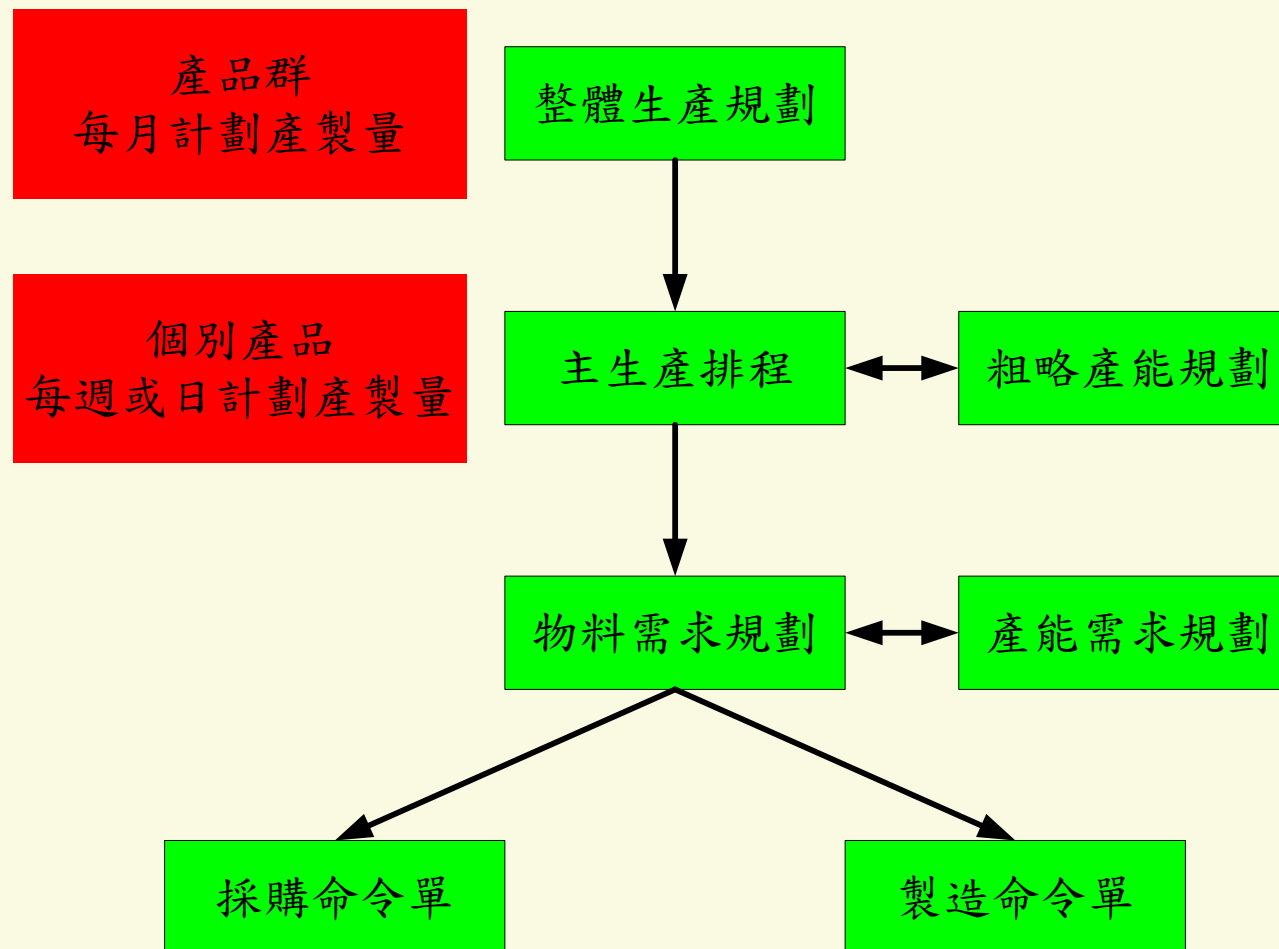 產品群
每月計劃產製量
整體生產規劃
個別產品
每週或日計劃產製量
主生產排程
粗略產能規劃
物料需求規劃
產能需求規劃
採購命令單
製造命令單